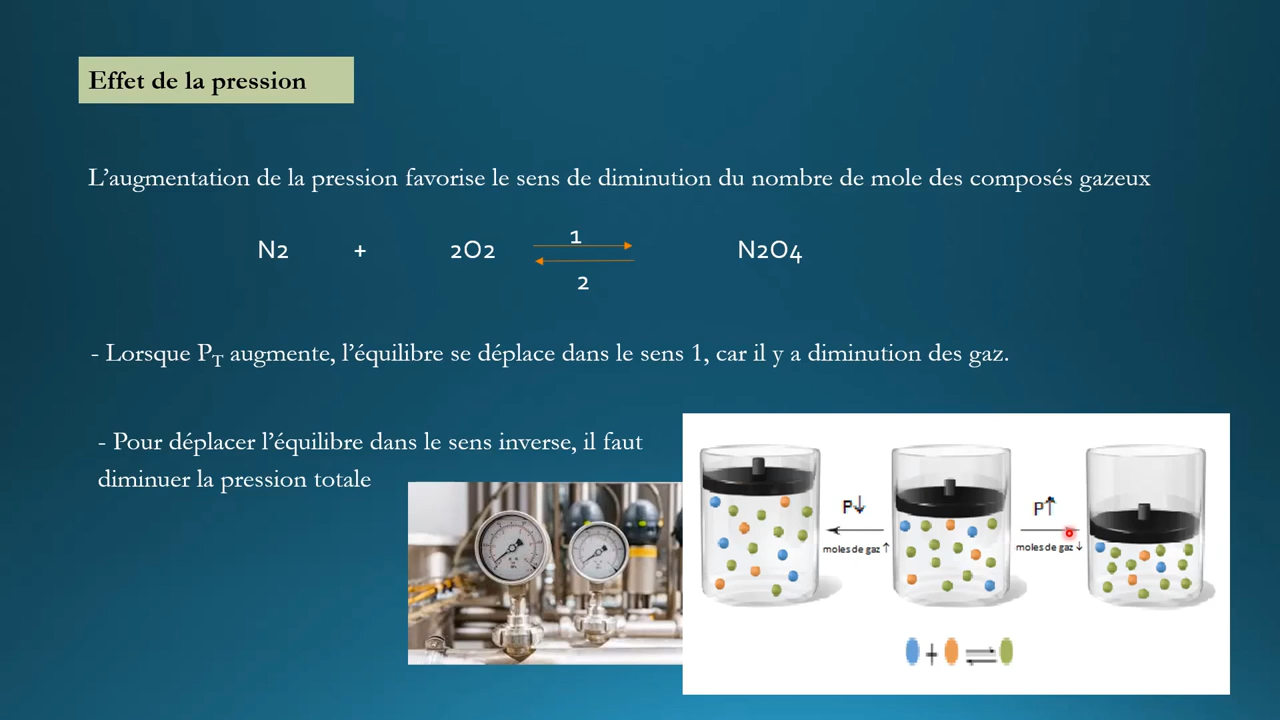 Effet de la pression
L’augmentation de la pression favorise le sens de diminution du nombre de mole des composés gazeux
1
N2 + 2O2 N2O4
2
- Lorsque PT augmente, l’équilibre se déplace dans le sens 1, car il y a diminution des gaz.
- Pour déplacer l’équilibre dans le sens inverse, il faut
diminuer la pression totale
P↓
moles de gaz ↑
P↑
moles de gaz ↓
+ ⇌